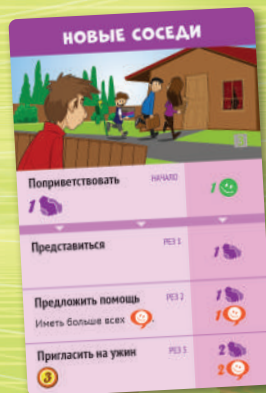 НОВЫЕ СОСЕДИ
Поприветствовать НАЧАЛО 1
1
Представиться РЕЗ 1 1
Предложить помощь РЕЗ 2 1
Иметь больше всех 1
Пригласить на ужин РЕЗ 3 2
3 2